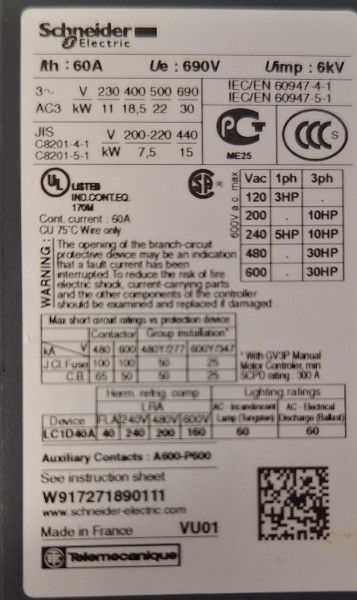 Schneider
Electric
Ith : 60A Ue : 690V Uimp : 6kV
3~ V 230 400 500 690
AC3 kW 11 18,5 22 30
IEC/EN 60947-4-1
IEC/EN 60947-5-1
JIS
C8201-4-1
C8201-5-1
V 200-220 440
kW 7,5 15
ME25
CCC S
UL LISTED
IND.CONT.EQ.
170M
Cont. current : 60A
CU 75°C Wire only
600V a.c. max
Vac 1ph 3ph
120 3HP .
200 . 10HP
240 5HP 10HP
480 . 30HP
600 . 30HP
WARNING :
The opening of the branch-circuit
protective device may be an indication
that a fault current has been
interrupted.To reduce the risk of fire
electric shock, current-carrying parts
and the other components of the controller
should be examined and replaced if damaged .
Max short circuit ratings vs protection device
Contactor Group installation*
kA V 480 600 480Y/277 600Y/347
J Cl.Fuse 100 100 50 25
C.B. 65 50 50 25
*With GV3P Manual
Motor Controller, min
SCPD rating : 300 A
Herm. refrig. comp Lighting ratings
LRA
Device FLA 240V 480V 600V
AC - Incandescent
Lamp (Tungsten)
AC - Electrical
Discharge (Ballast)
LC1D40A 40 240 200 160 60 60
Auxiliary Contacts : A600-P600
See instruction sheet
W917271890111
www.schneider-electric.com
Made in France VU01
Telemecanique